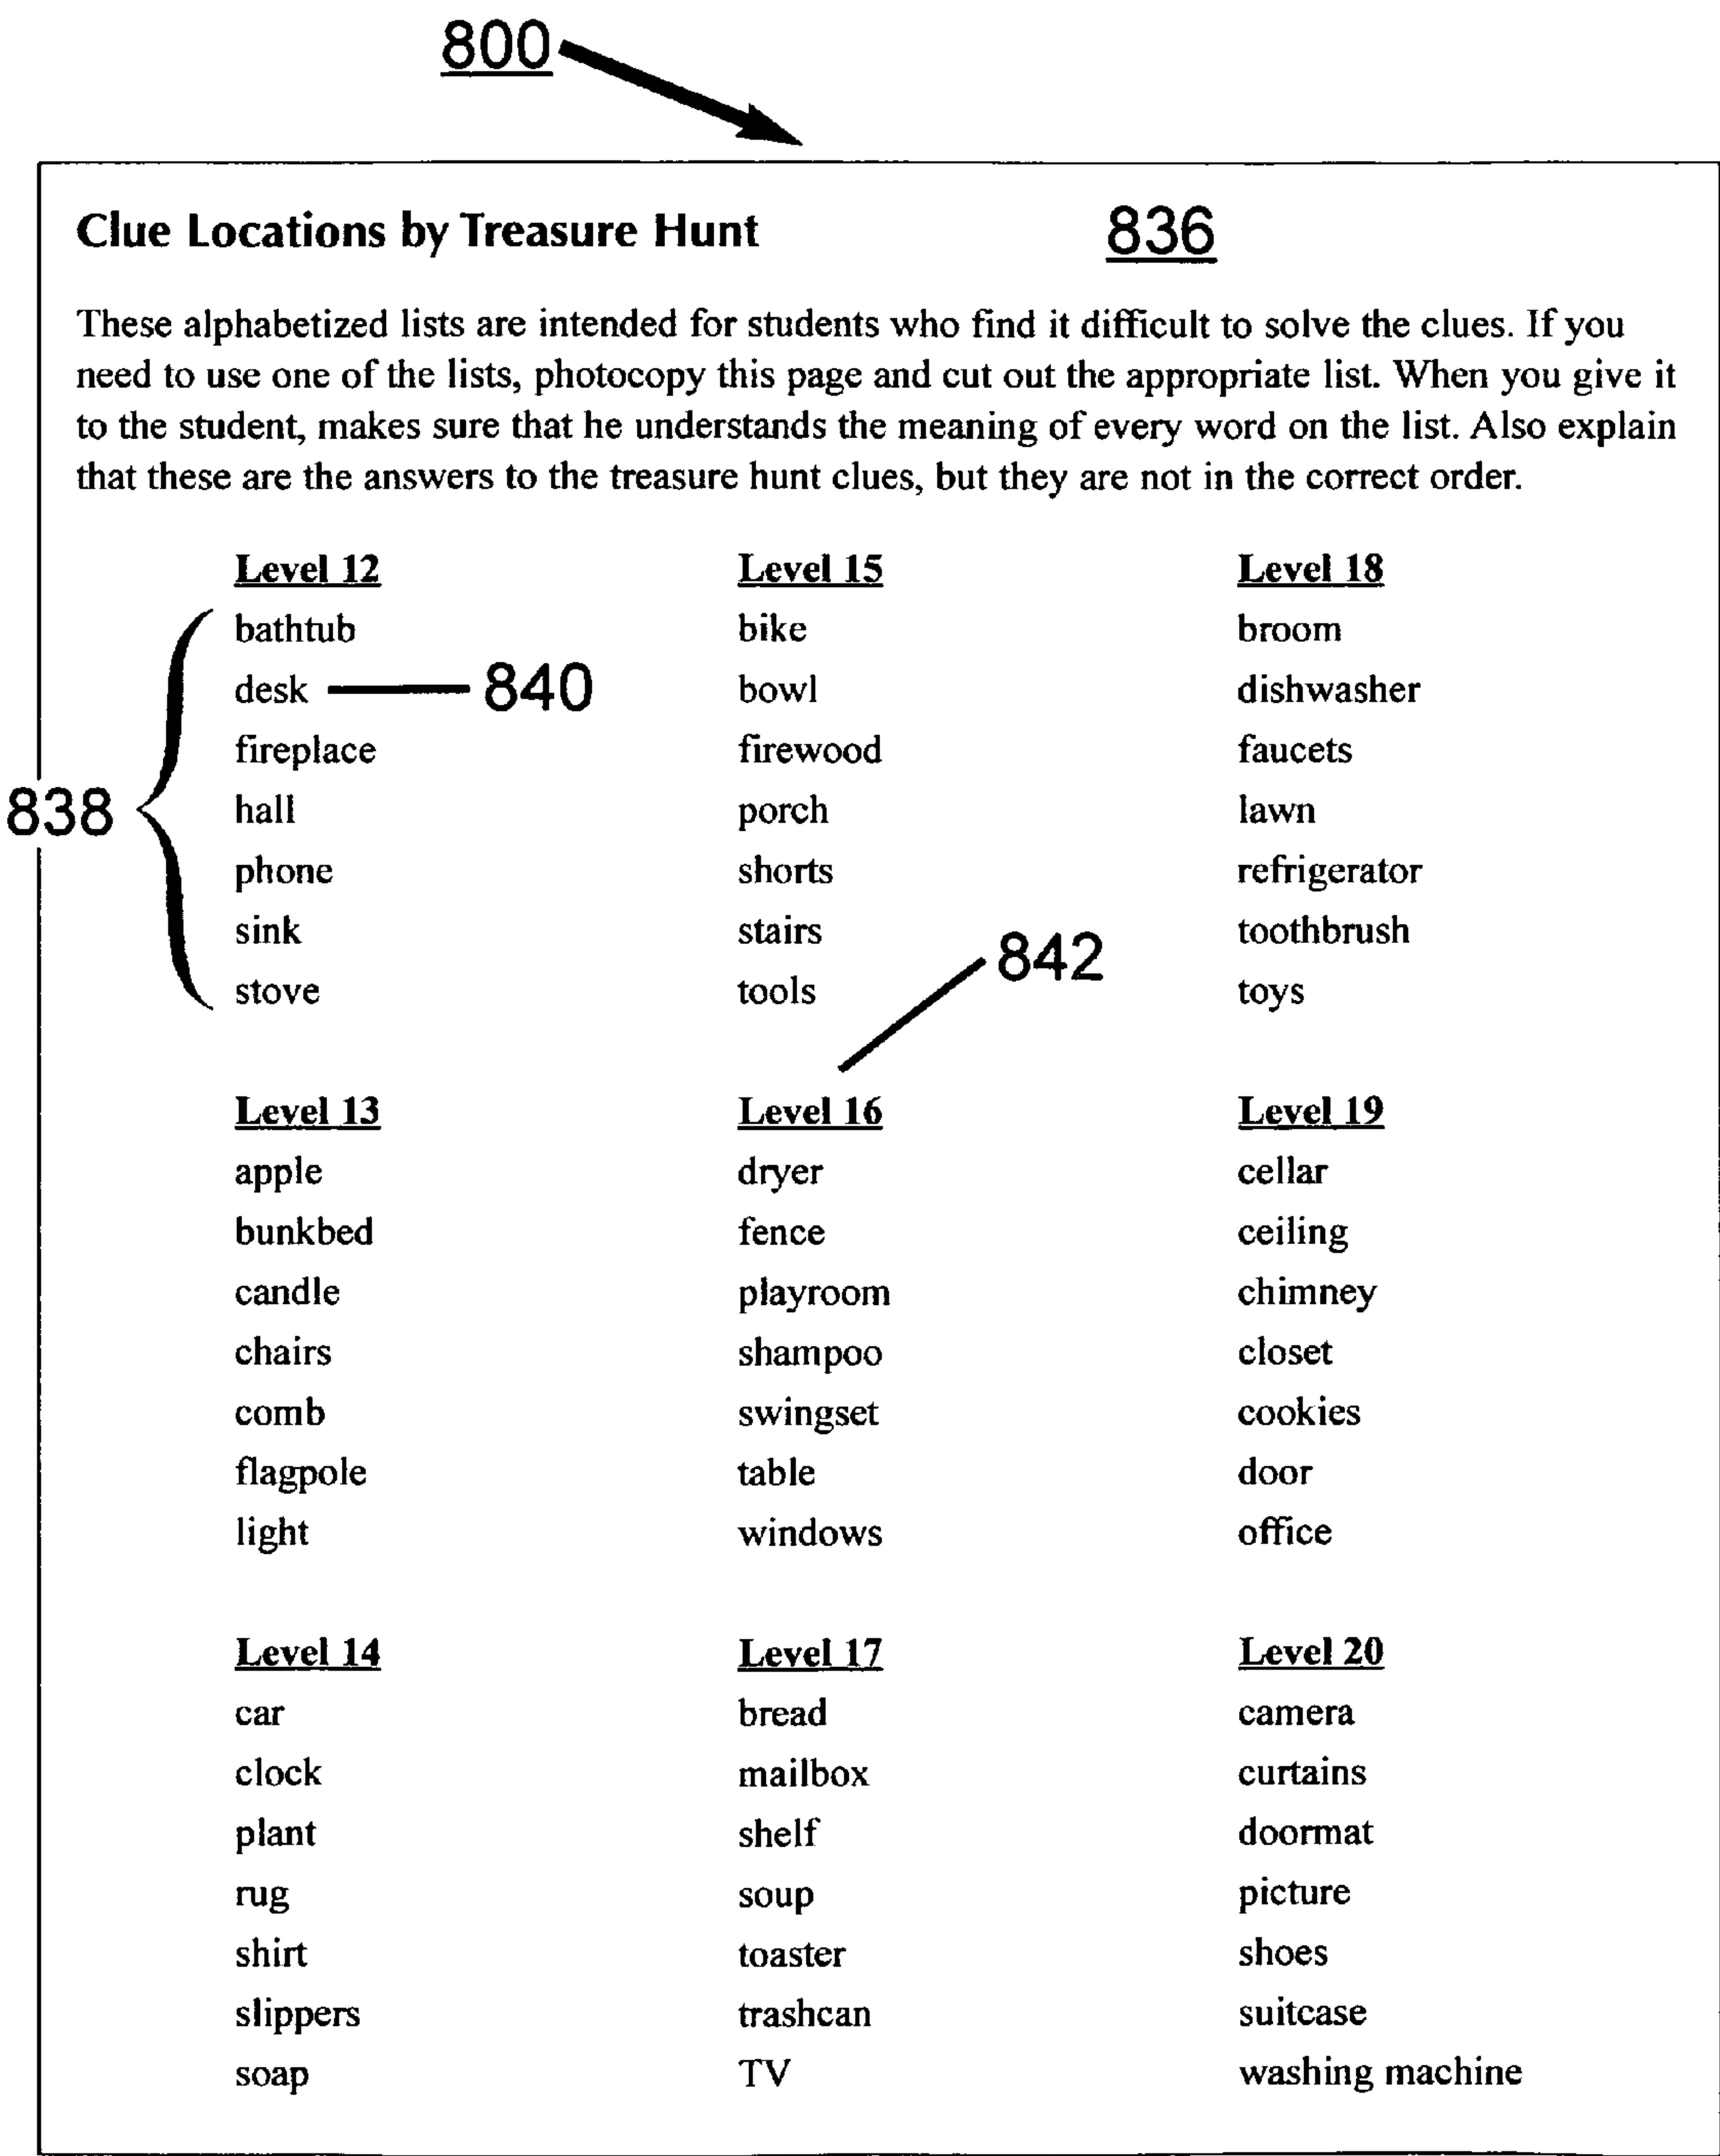 800
Clue Locations by Treasure Hunt 836
These alphabetized lists are intended for students who find it difficult to solve the clues. If you
need to use one of the lists, photocopy this page and cut out the appropriate list. When you give it
to the student, makes sure that he understands the meaning of every word on the list. Also explain
that these are the answers to the treasure hunt clues, but they are not in the correct order.
Level 12
bathtub
desk 840
fireplace
838
hall
phone
sink
stove
Level 13
apple
bunkbed
candle
chairs
comb
flagpole
light
Level 14
car
clock
plant
rug
shirt
slippers
soap
Level 15
bike
bowl
firewood
porch
shorts
stairs
tools
842
Level 16
dryer
fence
playroom
shampoo
swingset
table
windows
Level 17
bread
mailbox
shelf
soup
toaster
trashcan
TV
Level 18
broom
dishwasher
faucets
lawn
refrigerator
toothbrush
toys
Level 19
cellar
ceiling
chimney
closet
cookies
door
office
Level 20
camera
curtains
doormat
picture
shoes
suitcase
washing machine